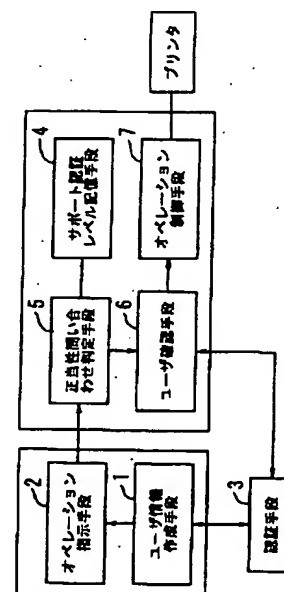 2
オペレーション
指示手段
1
ユーザ情報
作成手段
3
認証手段
5
正当性問い合
わせ判定手段
4
サポート認証
レベル記憶手段
6
ユーザ確認手段
7
オペレーション
制御手段
プリンタ